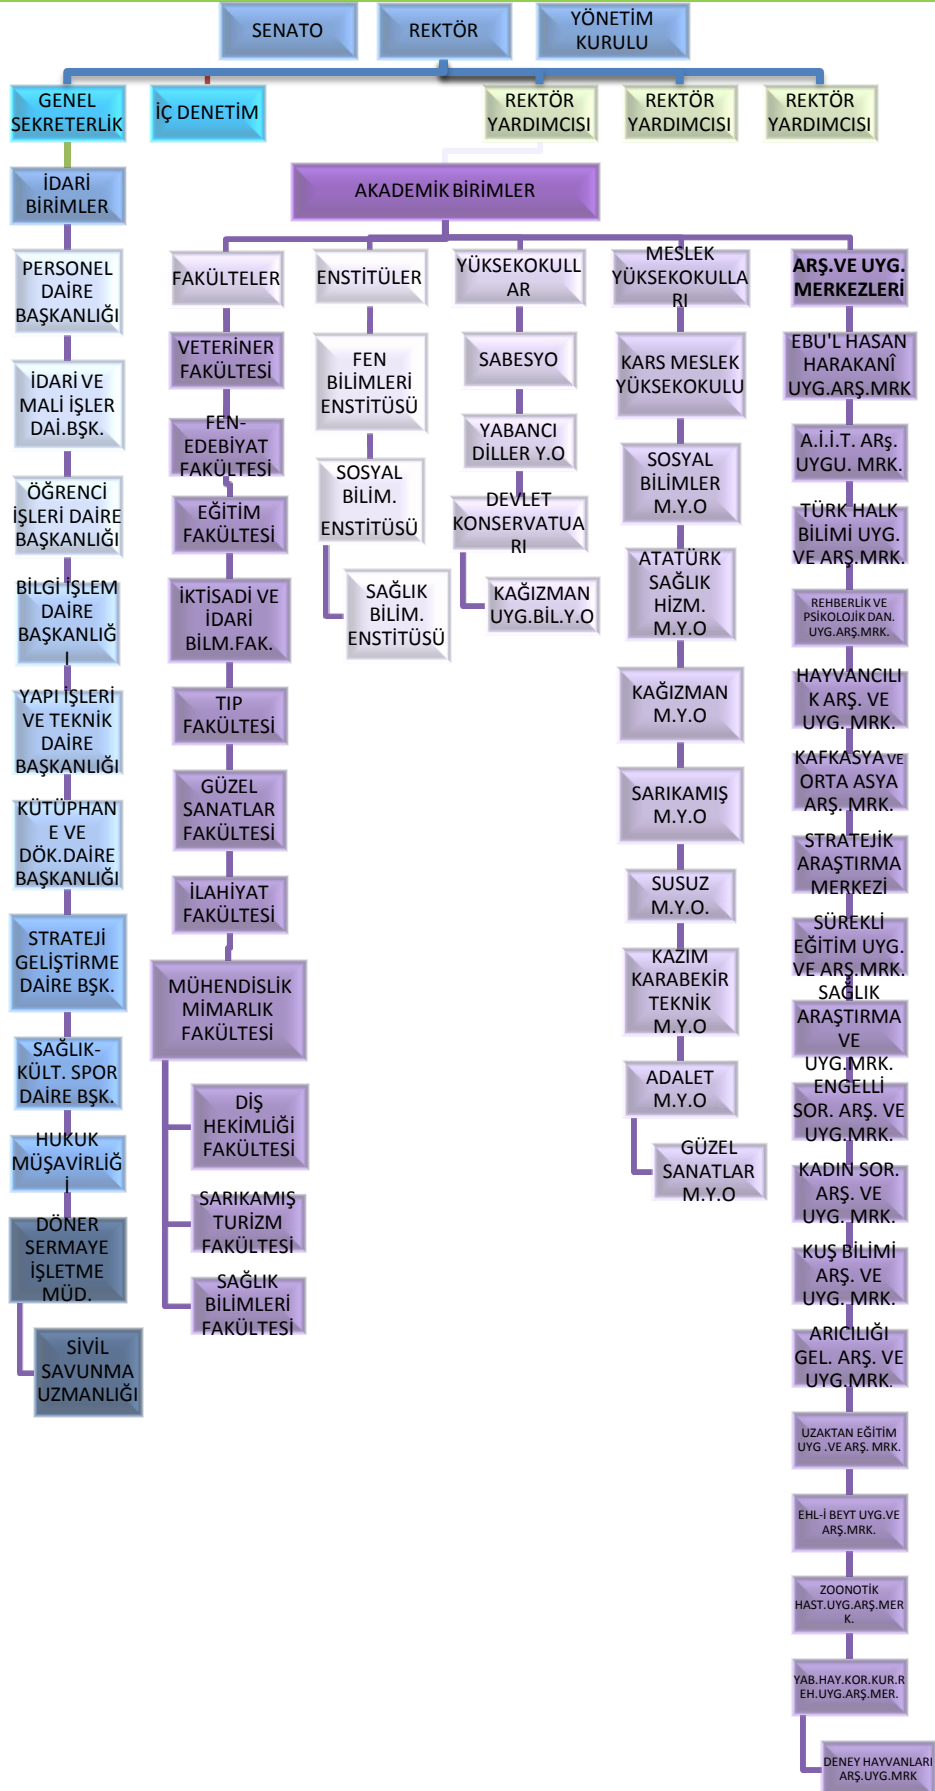 SENATO
REKTÖR
YÖNETİM
KURULU
GENEL
SEKRETERLİK
İÇ DENETİM
REKTÖR
YARDIMCISI
REKTÖR
YARDIMCISI
REKTÖR
YARDIMCISI
İDARİ
BİRİMLER
AKADEMİK BİRİMLER
PERSONEL
DAİRE
BAŞKANLIĞI
İDARİ VE
MALİ İŞLER
DAİ.BŞK.
ÖĞRENCİ
İŞLERİ DAİRE
BAŞKANLIĞI
BİLGİ İŞLEM
DAİRE
BAŞKANLIĞ
I
YAPI İŞLERİ
VE TEKNİK
DAİRE
BAŞKANLIĞI
KÜTÜPHAN
E VE
DÖK.DAİRE
BAŞKANLIĞI
STRATEJİ
GELİŞTİRME
DAİRE BŞK.
SAĞLIK-
KÜLT. SPOR
DAİRE BŞK.
HUKUK
MÜŞAVİRLİĞ
İ
DÖNER
SERMAYE
İŞLETME
MÜD.
SİVİL
SAVUNMA
UZMANLIĞI
FAKÜLTELER
VETERİNER
FAKÜLTESİ
FEN-
EDEBİYAT
FAKÜLTESİ
EĞİTİM
FAKÜLTESİ
İKTİSADİ VE
İDARİ
BİLM.FAK.
TIP
FAKÜLTESİ
GÜZEL
SANATLAR
FAKÜLTESİ
İLAHİYAT
FAKÜLTESİ
MÜHENDİSLİK
MİMARLIK
FAKÜLTESİ
DİŞ
HEKİMLİĞİ
FAKÜLTESİ
SARIKAMIŞ
TURİZM
FAKÜLTESİ
SAĞLIK
BİLİMLERİ
FAKÜLTESİ
ENSTİTÜLER
FEN
BİLİMLERİ
ENSTİTÜSÜ
SOSYAL
BİLİM.
ENSTİTÜSÜ
SAĞLIK
BİLİM.
ENSTİTÜSÜ
YÜKSEKOKULL
AR
SABESYO
YABANCI
DİLLER Y.O
DEVLET
KONSERVATUA
RI
KAĞIZMAN
UYG.BİL.Y.O
MESLEK
YÜKSEKOKULLA
RI
KARS MESLEK
YÜKSEKOKULU
SOSYAL
BİLİMLER
M.Y.O
ATATÜRK
SAĞLIK
HİZM.
M.Y.O
KAĞIZMAN
M.Y.O
SARIKAMIŞ
M.Y.O
SUSUZ
M.Y.O.
KAZIM
KARABEKİR
TEKNİK
M.Y.O
ADALET
M.Y.O
GÜZEL
SANATLAR
M.Y.O
ARŞ.VE UYG.
MERKEZLERİ
EBU'L HASAN
HARAKANÎ
UYG.ARŞ.MRK
A.İ.İ.T. ARş.
UYGU. MRK.
TÜRK HALK
BİLİMİ UYG.
VE ARŞ.MRK.
REHBERLİK VE
PSİKOLOJİK DAN.
UYG.ARŞ.MRK.
HAYVANCILI
K ARŞ. VE
UYG. MRK.
KAFKASYA VE
ORTA ASYA
ARŞ. MRK.
STRATEJİK
ARAŞTIRMA
MERKEZİ
SÜREKLİ
EĞİTİM UYG.
VE ARŞ.MRK.
SAĞLIK
ARAŞTIRMA
VE
UYG.MRK.
ENGELLİ
SOR. ARŞ. VE
UYG.MRK.
KADIN SOR.
ARŞ. VE
UYG. MRK.
KUŞ BİLİMİ
ARŞ. VE
UYG. MRK.
ARICILIĞI
GEL. ARŞ. VE
UYG.MRK.
UZAKTAN EĞİTİM
UYG .VE ARŞ. MRK.
EHL-İ BEYT UYG.VE
ARŞ.MRK.
ZOONOTİK
HAST.UYG.ARŞ.MER
K.
YAB.HAY.KOR.KUR.R
EH.UYG.ARŞ.MER.
DENEY HAYVANLARI
ARŞ.UYG.MRK